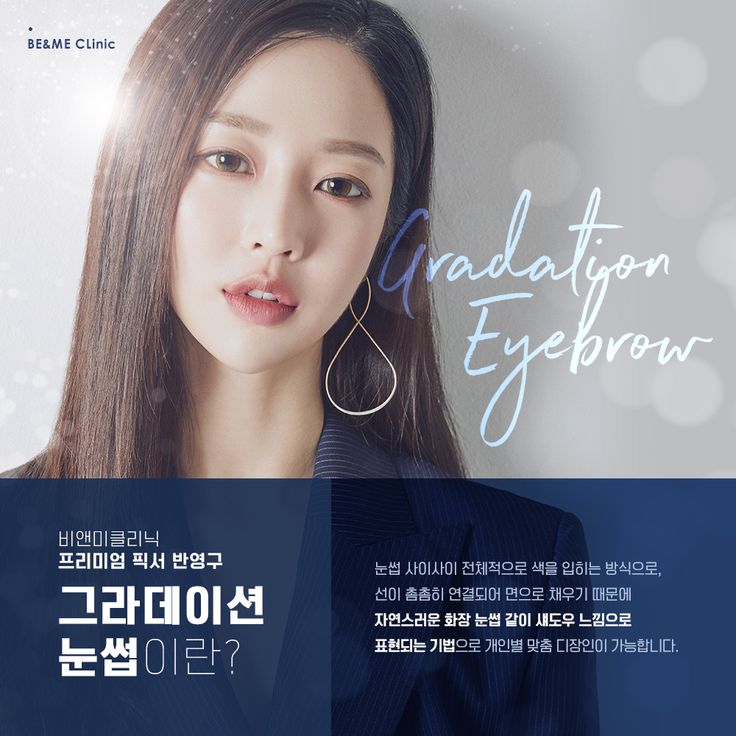 BE&ME Clinic
Gradation
Eyebrow
비앤미클리닉
프리미엄 픽서 반영구
그라데이션
눈썹이란?
눈썹 사이사이 전체적으로 색을 입히는 방식으로,
선이 촘촘히 연결되어 면으로 채우기 때문에
자연스러운 화장 눈썹 같이 섀도우 느낌으로
표현되는 기법으로 개인별 맞춤 디장인이 가능합니다.